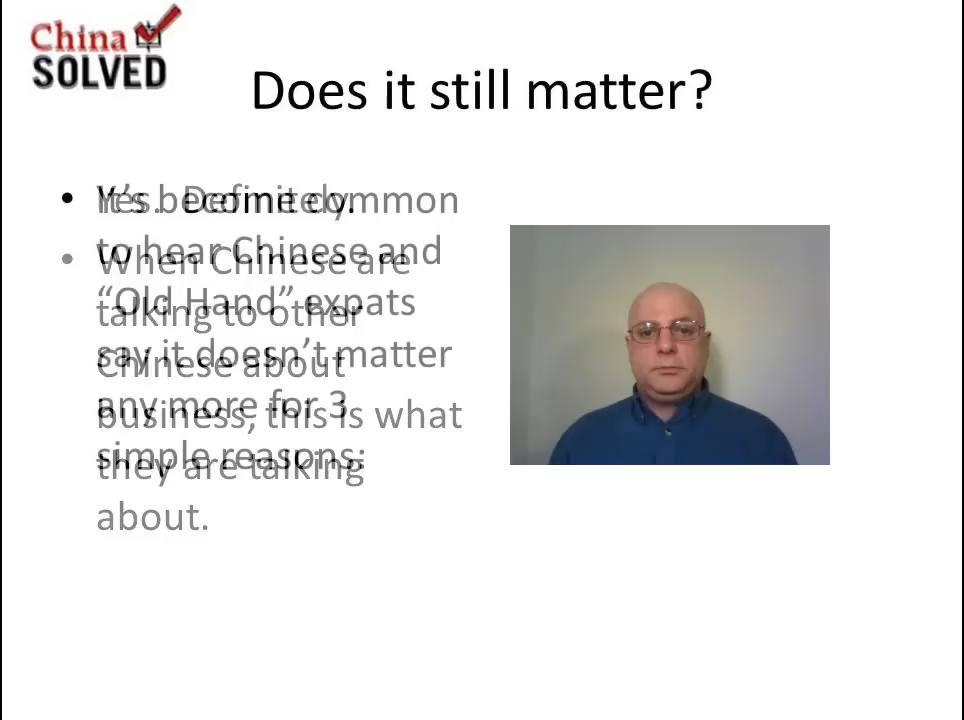 China
SOLVED
Does it still matter?
• Yes. Definitely.
• When Chinese are
talking to other
Chinese about
business, this is what
they are talking
about.
It's become common
to hear Chinese and
“Old Hand” expats
say it doesn't matter
any more for 3
simple reasons: